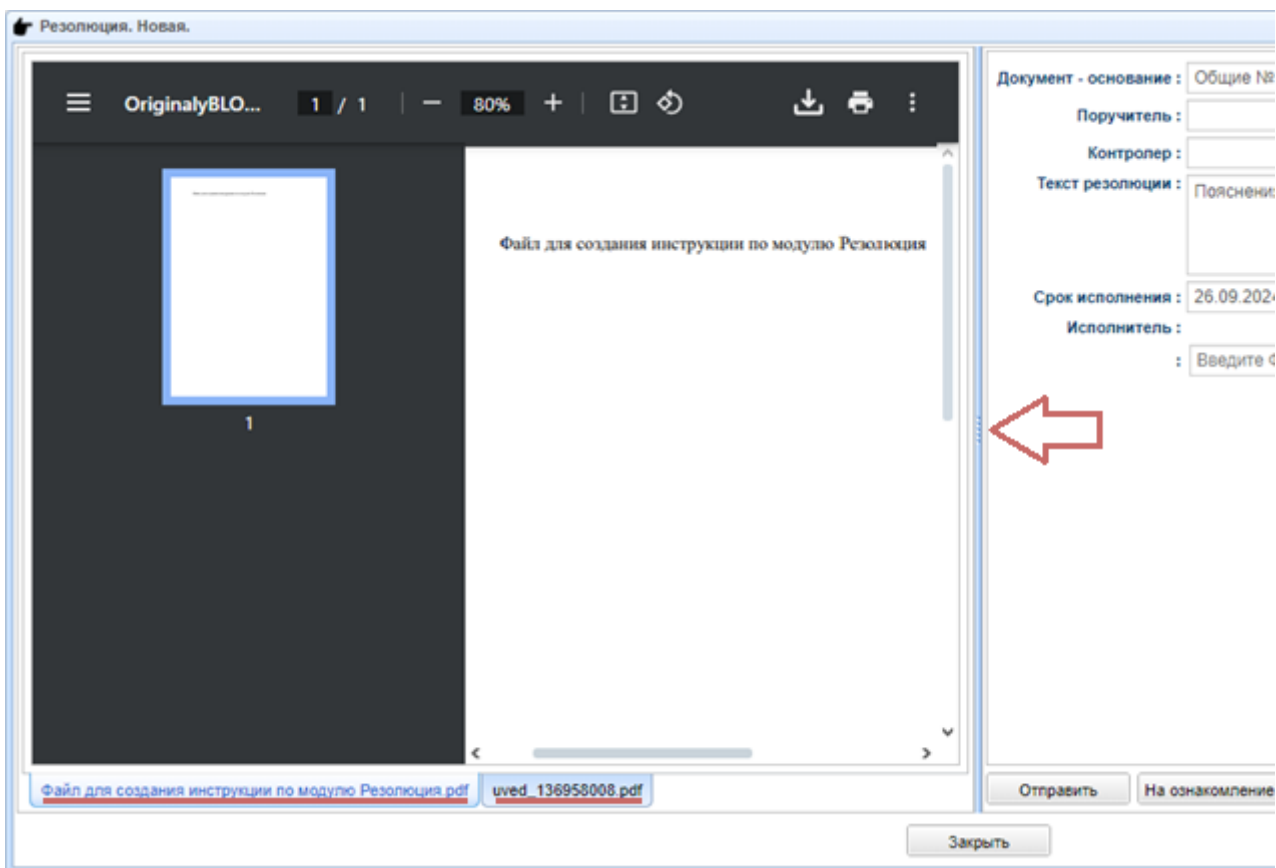 Резолюция. Новая.
OriginalyBLO... 1 / 1 80%
Файл для создания инструкции по модулю Резолюция
1
Файл для создания инструкции по модулю Резолюция.pdf
uved_136958008.pdf
Документ - основание : Общие №
Поручитель :
Контролер :
Текст резолюции : Пояснени
Срок исполнения : 26.09.202
Исполнитель :
: Введите
Отправить
На ознакомление
Закрыть